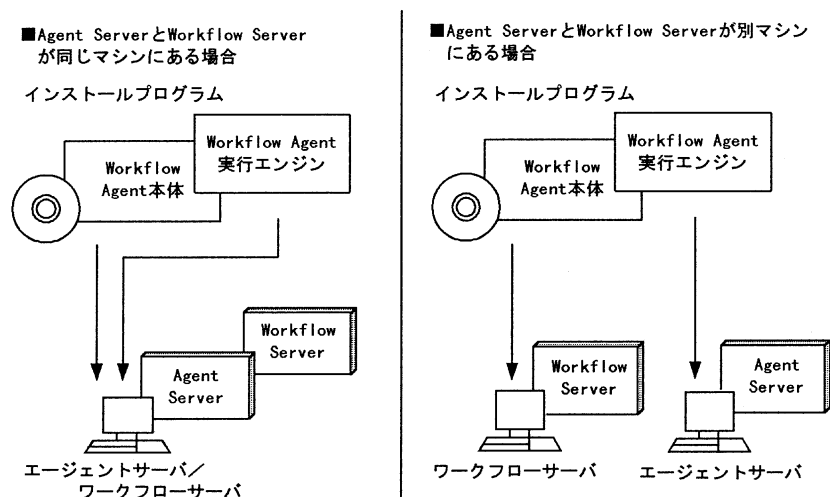 ■Agent ServerとWorkflow Server
が同じマシンにある場合
インストールプログラム
Workflow Agent
実行エンジン
Workflow
Agent本体
Workflow
Server
Agent
Server
エージェントサーバ／
ワークフローサーバ
■Agent ServerとWorkflow Serverが別マシン
にある場合
インストールプログラム
Workflow Agent
実行エンジン
Workflow
Agent本体
Workflow
Server
Agent
Server
ワークフローサーバ
エージェントサーバ